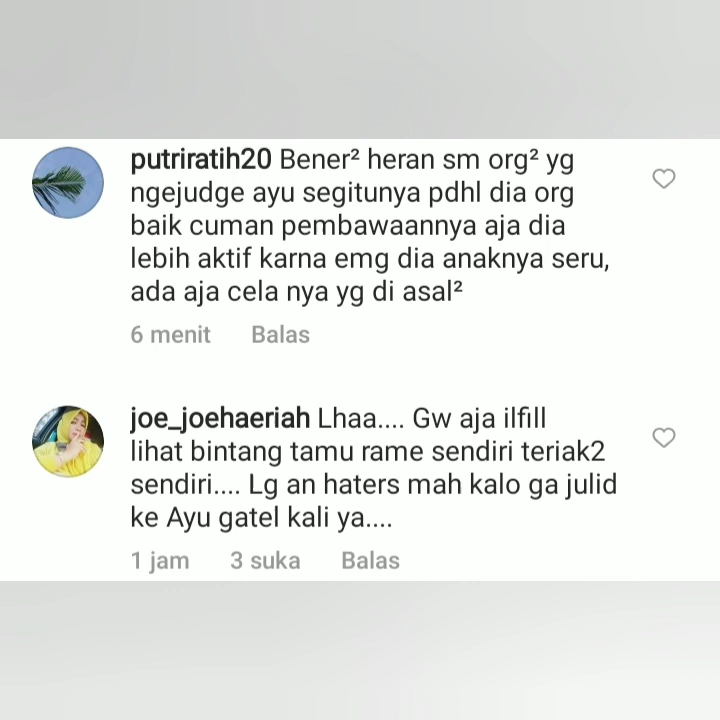 putriratih20 Bener² heran sm org² yg
ngejudge ayu segitunya pdhl dia org
baik cuman pembawaannya aja dia
lebih aktif karna emg dia anaknya seru,
ada aja cela nya yg di asal²
6 menit Balas
joe_joehaeriah Lhaa.... Gw aja ilfill
lihat bintang tamu rame sendiri teriak2
sendiri.... Lg an haters mah kalo ga julid
ke Ayu gatel kali ya....
1 jam 3 suka Balas